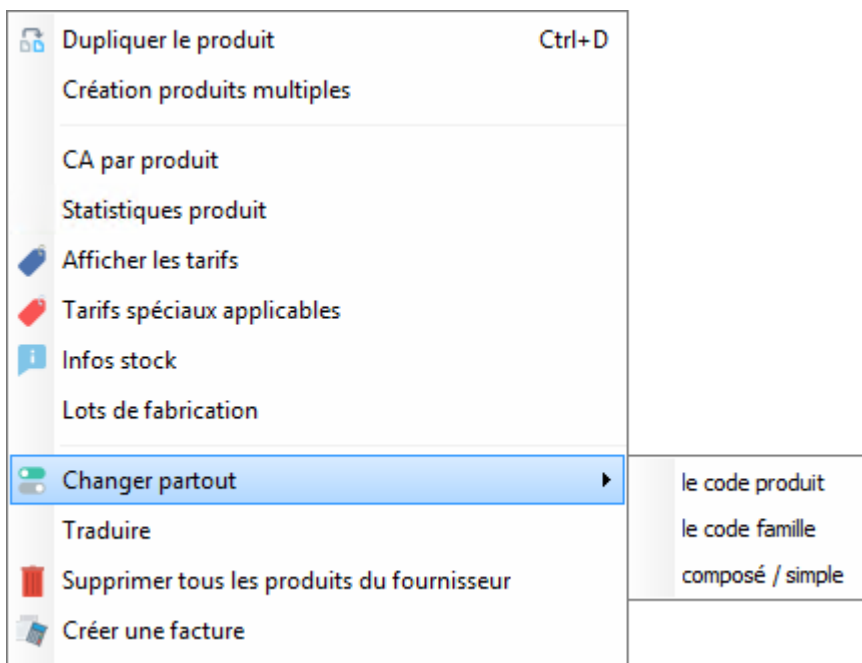 Dupliquer le produit Ctrl+D
Création produits multiples
CA par produit
Statistiques produit
Afficher les tarifs
Tarifs spéciaux applicables
Infos stock
Lots de fabrication
Changer partout
le code produit
le code famille
composé / simple
Traduire
Supprimer tous les produits du fournisseur
Créer une facture